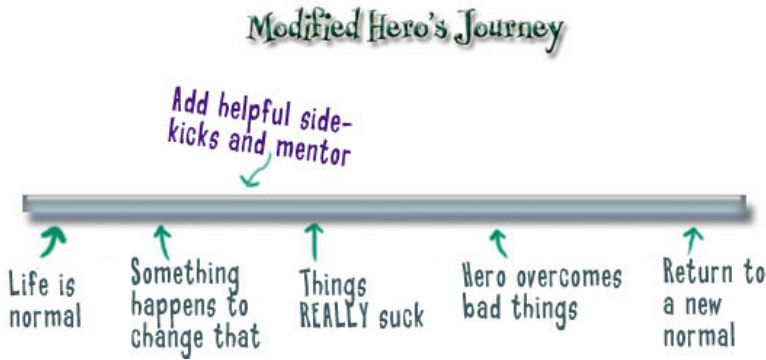 Modified Hero's Journey
Add helpful side-
kicks and mentor
Life is
normal
Something
happens to
change that
Things
REALLY suck
Hero overcomes
bad things
Return to
a new
normal